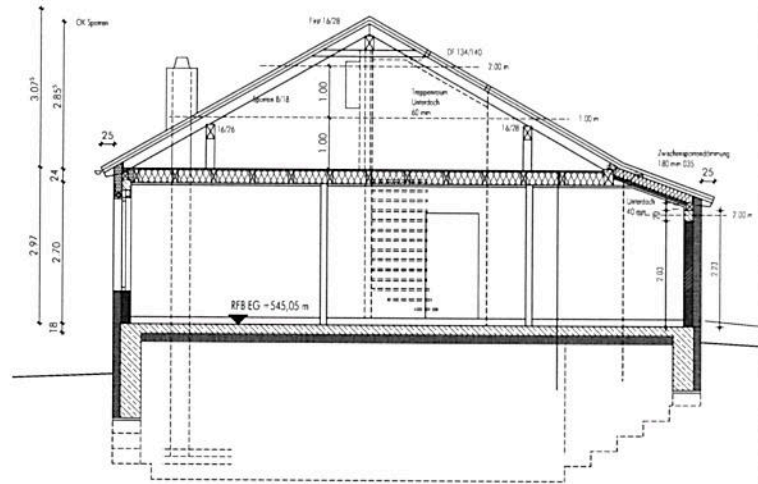 OK Sparren
First 16/28
DF 134/140
2.00 m
3.07⁵
2.85⁵
1.00
Treppenraum
Unterdach
60 mm
Sparren 8/18
1.00 m
16/26
1.00
16/28
25
Zwischensparrendämmung
180 mm 035
25
24
Unterdach
40 mm
2.00 m
2.97
2.70
2.03
2.23
RFB EG = 545,05 m
18